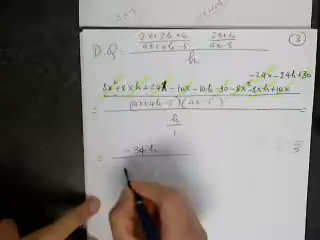 3
2x+2h+6 2x+6
D.Q = 4x+4h-5 4x-5
h
-24x-24h+30
= 8x²+8xh+24x-10x-10h-30-8x²-8xh+10x
(4x+4h-5)(4x-5)
h
1
= -34h